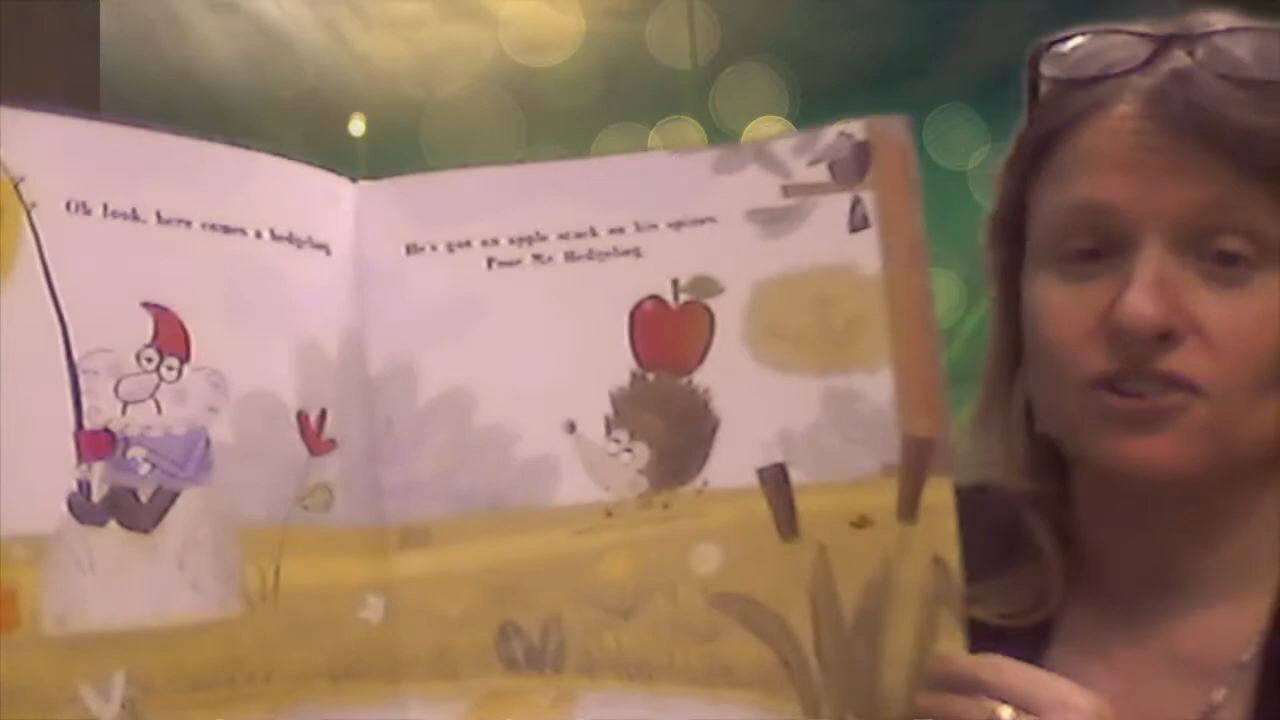 Oh look, here comes a hedgehog.
He's got an apple stuck on his spines.
Poor Mr Hedgehog.